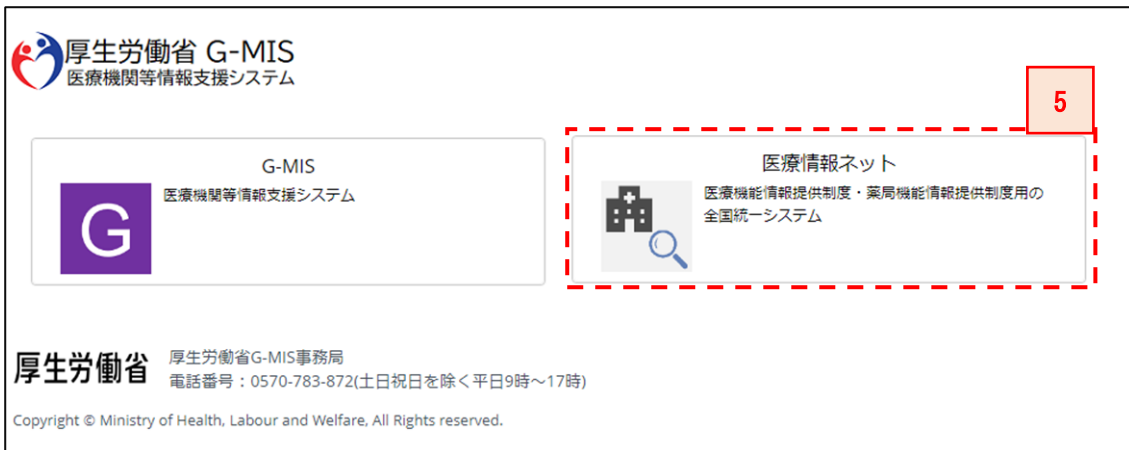 厚生労働省 G-MIS
医療機関等情報支援システム
5
G-MIS
医療機関等情報支援システム
G
医療情報ネット
医療機能情報提供制度・薬局機能情報提供制度用の
全国統一システム
厚生労働省
厚生労働省G-MIS事務局
電話番号：0570-783-872(土日祝日を除く平日9時～17時)
Copyright © Ministry of Health, Labour and Welfare, All Rights reserved.